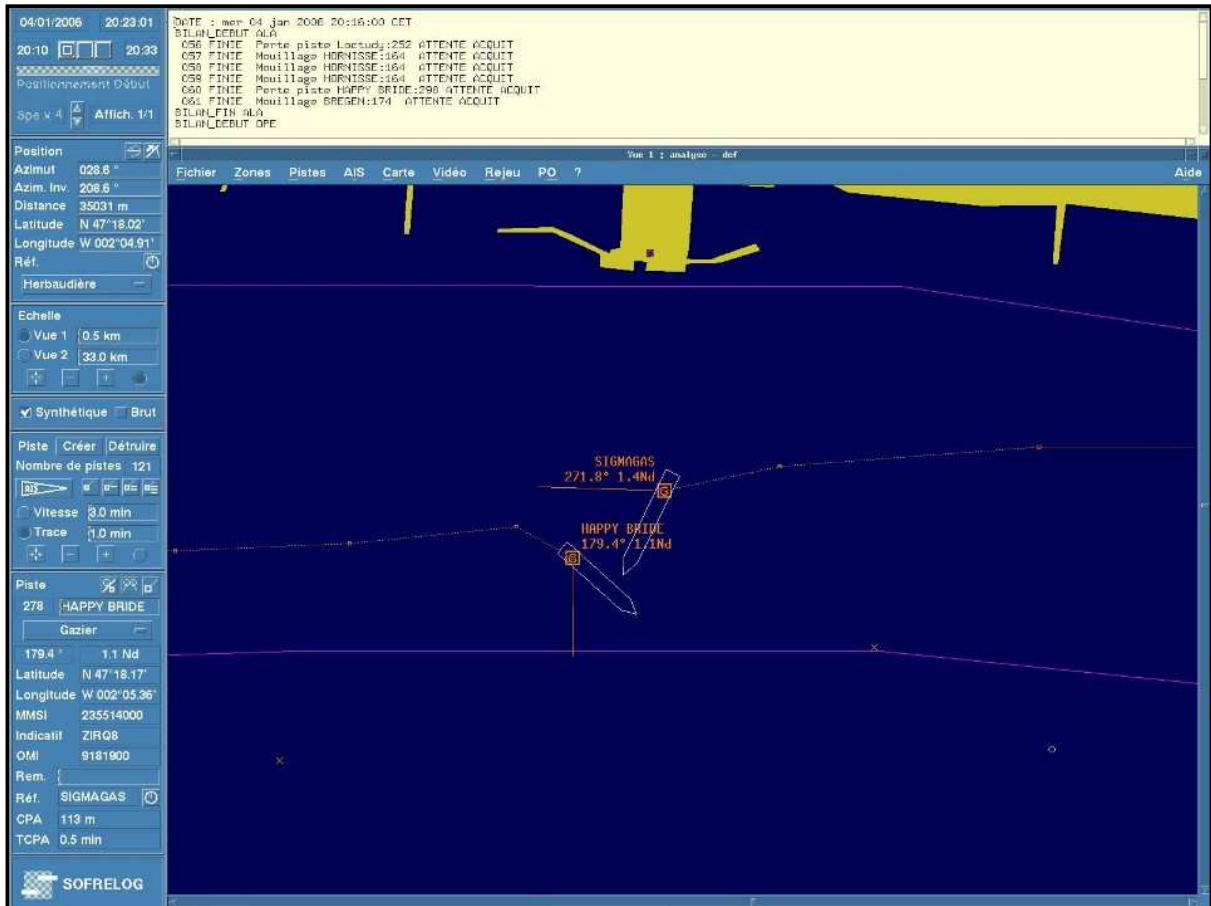 04/01/2006 20:23:01
20:10 20:33
Positionnement Début
Spe x 4 Affich. 1/1
DATE : mer 04 jan 2006 20:16:00 CET
BILAN_DEBUT ALA
056 FINIE Perte piste Loctudy:252 ATTENTE ACQUIT
057 FINIE Mouillage HORNISSE:164 ATTENTE ACQUIT
058 FINIE Mouillage HORNISSE:164 ATTENTE ACQUIT
059 FINIE Mouillage HORNISSE:164 ATTENTE ACQUIT
060 FINIE Perte piste HAPPY BRIDE:298 ATTENTE ACQUIT
061 FINIE Mouillage BREGEN:174 ATTENTE ACQUIT
BILAN_FIN ALA
BILAN_DEBUT OPE
Vue 1 : analyse - def
Fichier Zones Pistes AIS Carte Vidéo Rejeu PO ? Aide
Position
Azimut 028.6 °
Azim. Inv. 208.6 °
Distance 35031 m
Latitude N 47°18.02'
Longitude W 002°04.91'
Réf.
Herbaudière
Echelle
Vue 1 0.5 km
Vue 2 33.0 km
Synthétique Brut
Piste Créer Détruire
Nombre de pistes 121
AIS
Vitesse 3.0 min
Trace 1.0 min
Piste
278 HAPPY BRIDE
Gazier
179.4 ° 1.1 Nd
Latitude N 47°18.17'
Longitude W 002°05.36'
MMSI 235514000
Indicatif ZIRQ8
OMI 9181900
Rem.
Réf. SIGMAGAS
CPA 113 m
TCPA 0.5 min
SOFRELOG
SIGMAGAS
271.8° 1.4Nd
G
HAPPY BRIDE
179.4° 1.1Nd
G